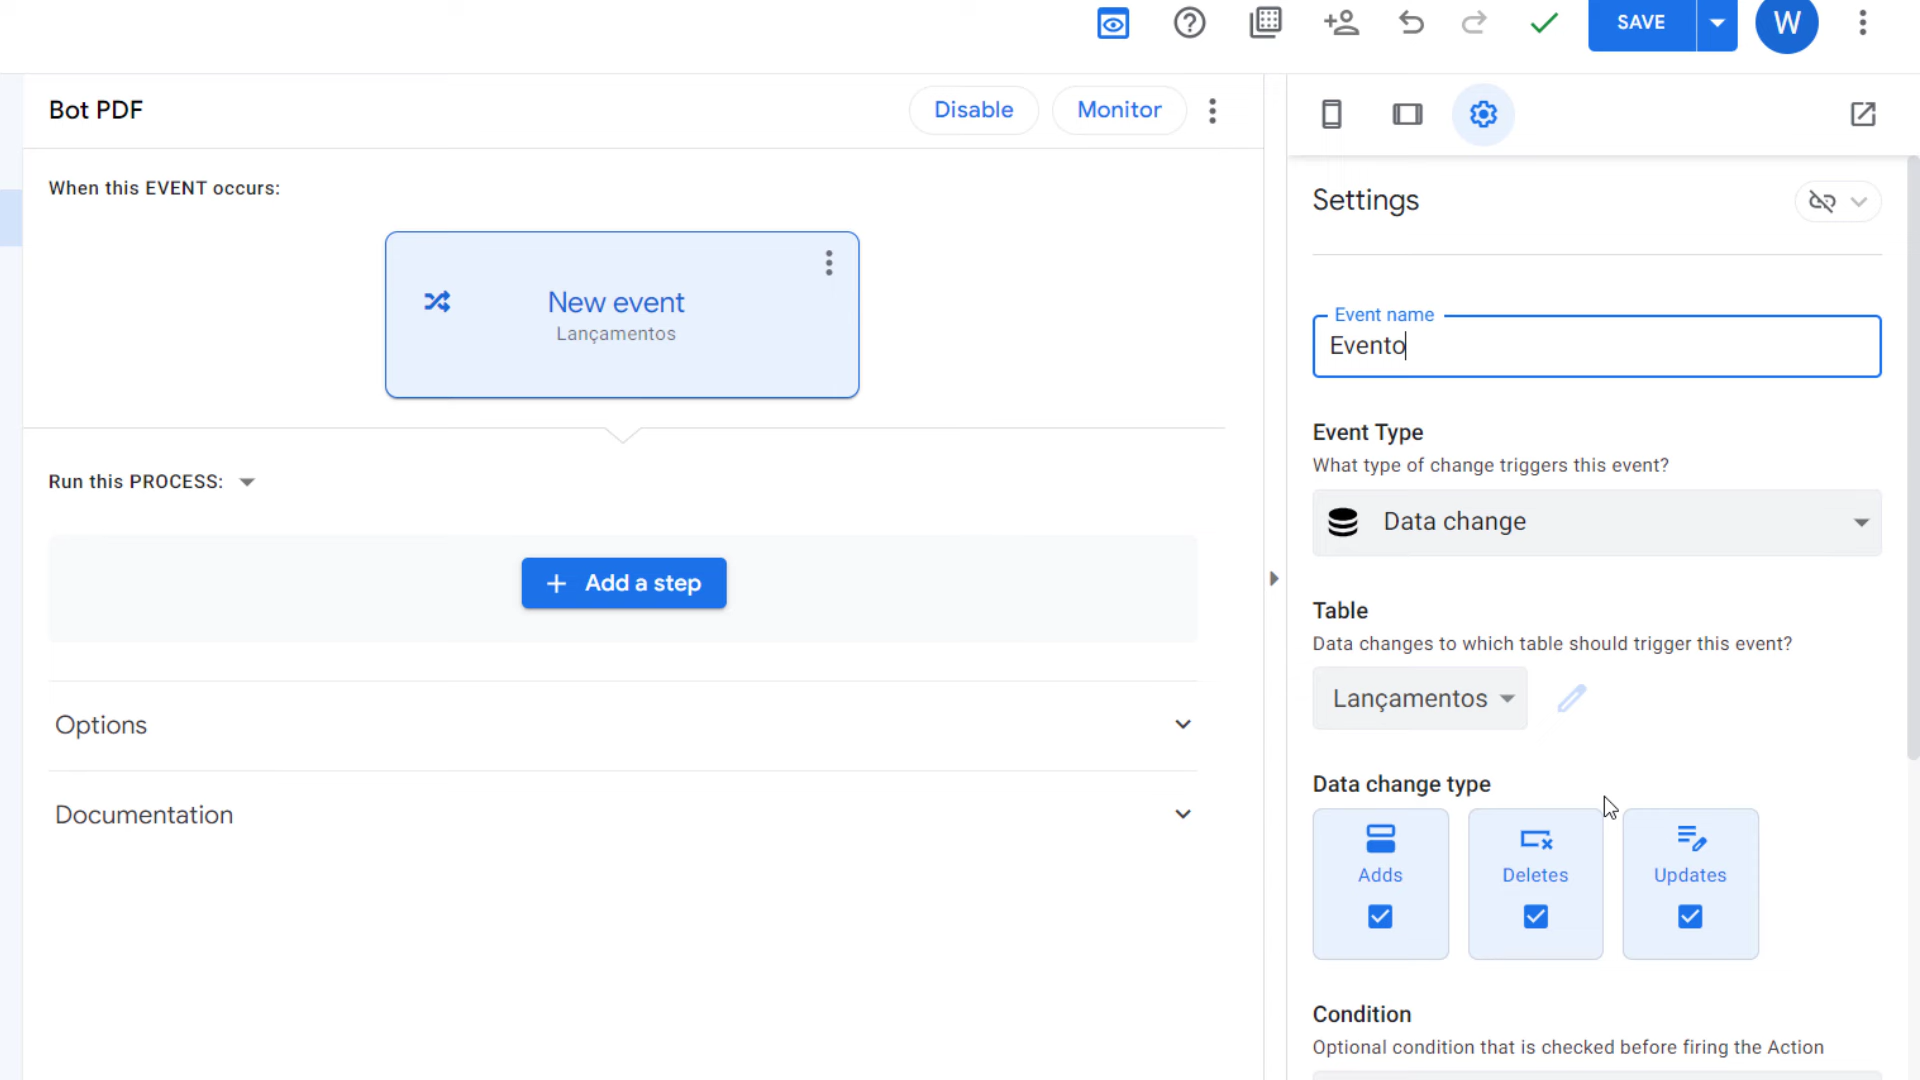 SAVE
W
Bot PDF
Disable
Monitor
When this EVENT occurs:
New event
Lançamentos
Run this PROCESS:
Add a step
Options
Documentation
Settings
Event name
Evento
Event Type
What type of change triggers this event?
Data change
Table
Data changes to which table should trigger this event?
Lançamentos
Data change type
Adds
Deletes
Updates
Condition
Optional condition that is checked before firing the Action